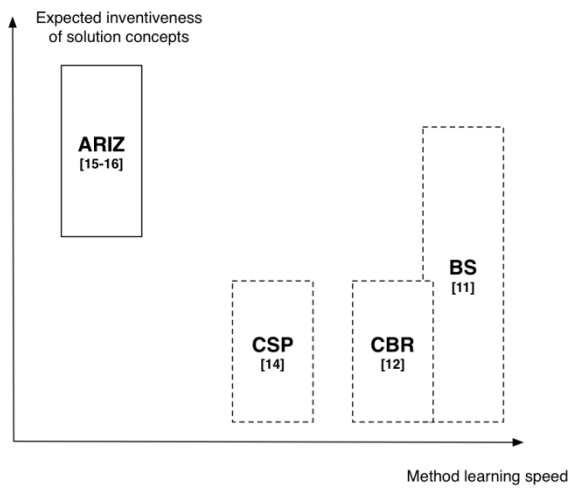 Expected inventiveness
of solution concepts
ARIZ
[15-16]
BS
[11]
CSP
[14]
CBR
[12]
Method learning speed